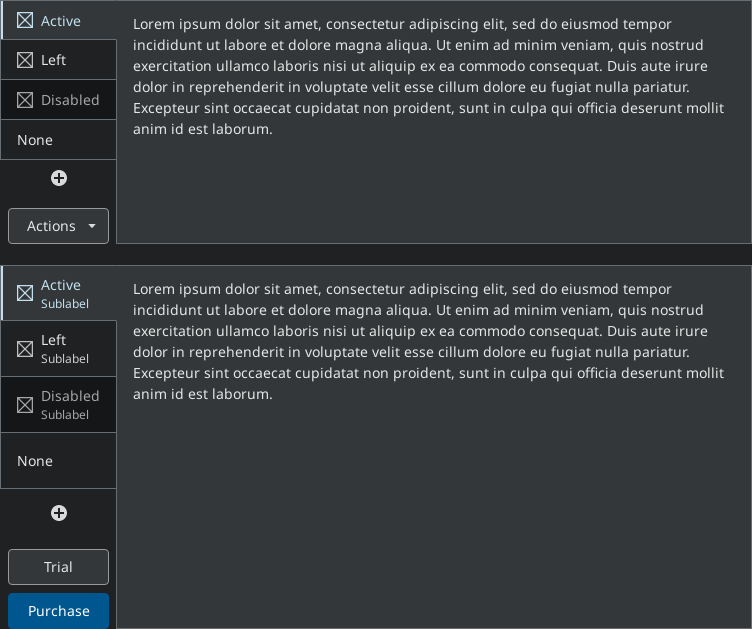 Active
Left
Disabled
None
Actions
Lorem ipsum dolor sit amet, consectetur adipiscing elit, sed do eiusmod tempor
incididunt ut labore et dolore magna aliqua. Ut enim ad minim veniam, quis nostrud
exercitation ullamco laboris nisi ut aliquip ex ea commodo consequat. Duis aute irure
dolor in reprehenderit in voluptate velit esse cillum dolore eu fugiat nulla pariatur.
Excepteur sint occaecat cupidatat non proident, sunt in culpa qui officia deserunt mollit
anim id est laborum.
Active
Sublabel
Left
Sublabel
Disabled
Sublabel
None
Trial
Purchase
Lorem ipsum dolor sit amet, consectetur adipiscing elit, sed do eiusmod tempor
incididunt ut labore et dolore magna aliqua. Ut enim ad minim veniam, quis nostrud
exercitation ullamco laboris nisi ut aliquip ex ea commodo consequat. Duis aute irure
dolor in reprehenderit in voluptate velit esse cillum dolore eu fugiat nulla pariatur.
Excepteur sint occaecat cupidatat non proident, sunt in culpa qui officia deserunt mollit
anim id est laborum.